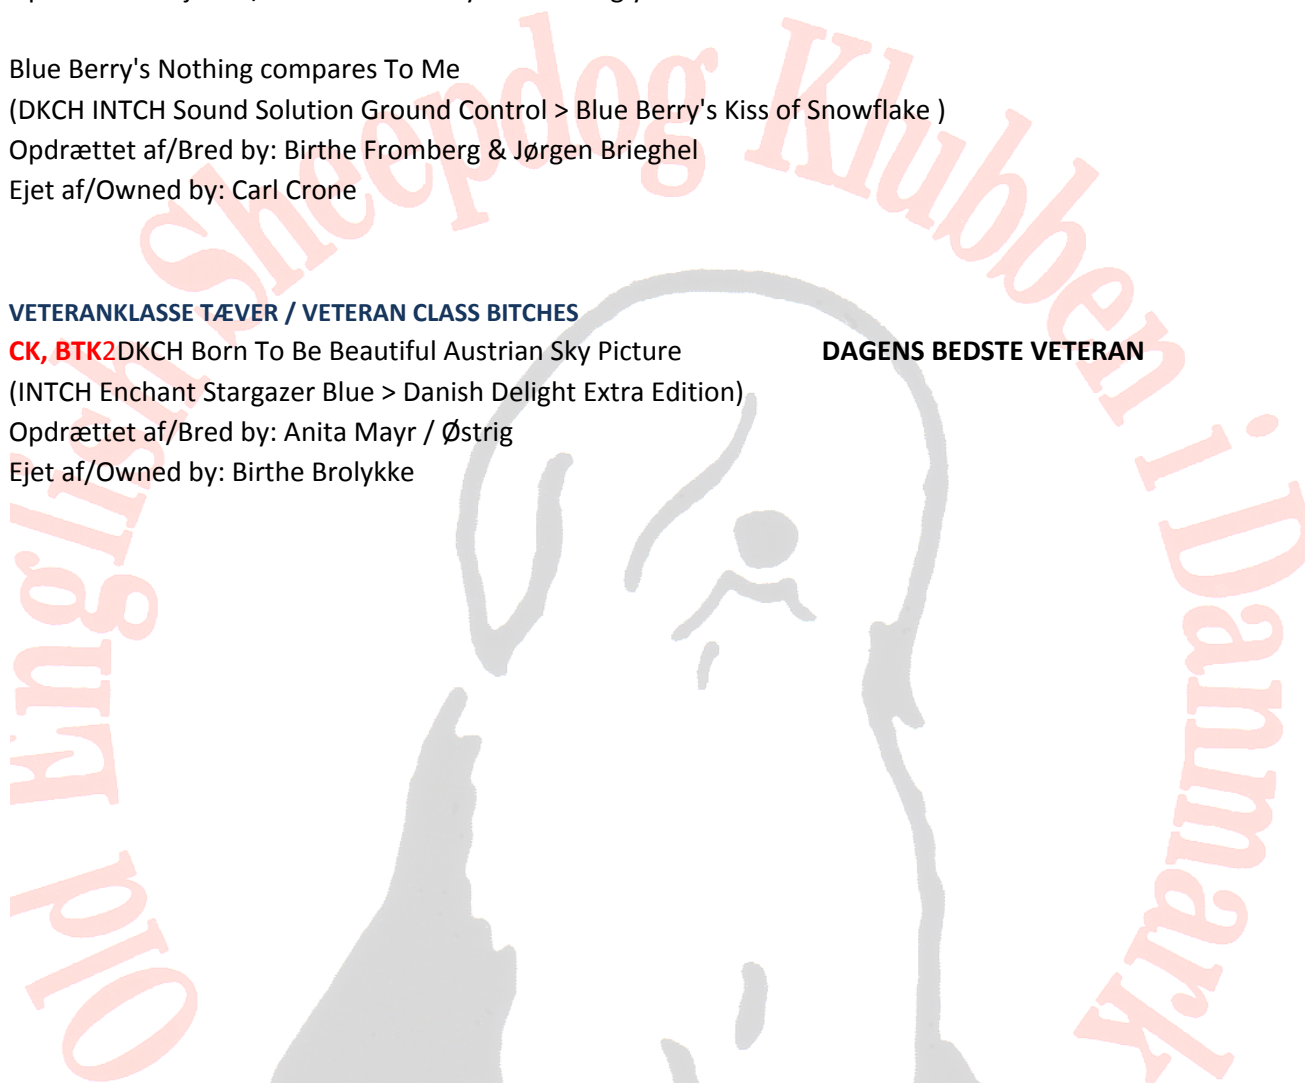 Blue Berry's Nothing compares To Me
(DKCH INTCH Sound Solution Ground Control > Blue Berry's Kiss of Snowflake )
Opdrættet af/Bred by: Birthe Fromberg & Jørgen Brieghel
Ejet af/Owned by: Carl Crone
VETERANKLASSE TÆVER / VETERAN CLASS BITCHES
CK, BTK2DKCH Born To Be Beautiful Austrian Sky Picture DAGENS BEDSTE VETERAN
(INTCH Enchant Stargazer Blue > Danish Delight Extra Edition)
Opdrættet af/Bred by: Anita Mayr / Østrig
Ejet af/Owned by: Birthe Brolykke
Old English Sheepdog Klubben i Danmark